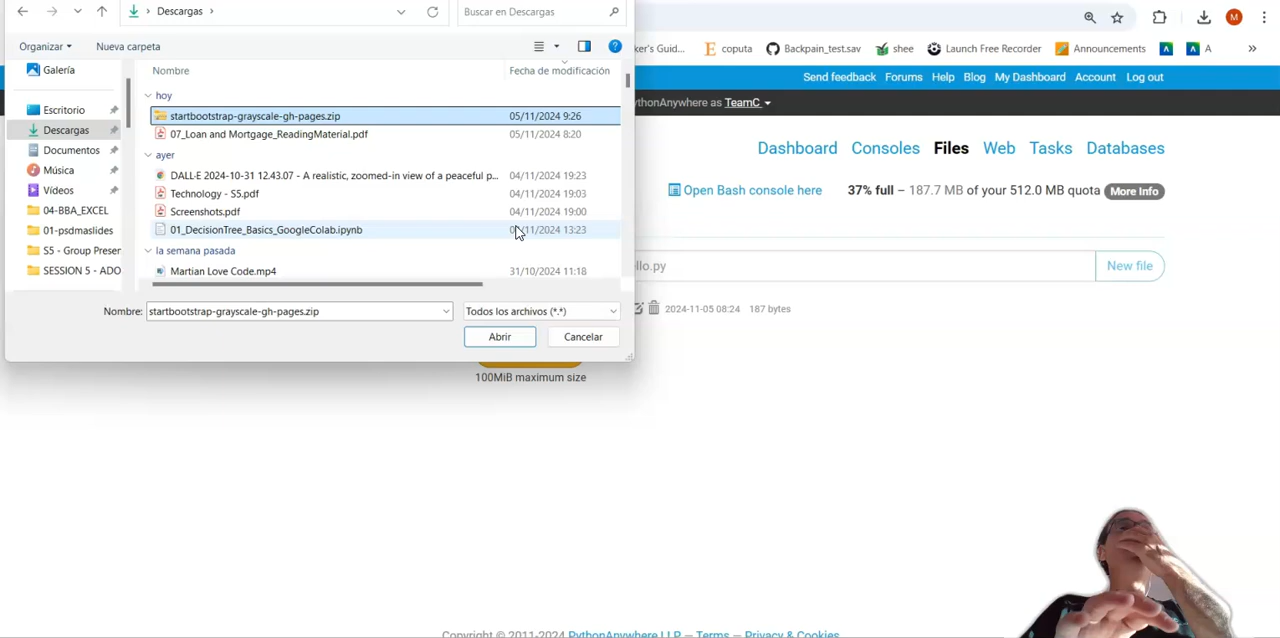 Descargas
Buscar en Descargas
Organizar
Nueva carpeta
Galería
Escritorio
Descargas
Documentos
Música
Vídeos
04-BBA_EXCEL
01-psdmaslides
S5 - Group Presen
SESSION 5 - ADO
Nombre
Fecha de modificación
hoy
startbootstrap-grayscale-gh-pages.zip 05/11/2024 9:26
07_Loan and Mortgage_ReadingMaterial.pdf 05/11/2024 8:20
ayer
DALL·E 2024-10-31 12.43.07 - A realistic, zoomed-in view of a peaceful p... 04/11/2024 19:23
Technology - S5.pdf 04/11/2024 19:03
Screenshots.pdf 04/11/2024 19:00
01_DecisionTree_Basics_GoogleColab.ipynb /11/2024 13:23
la semana pasada
Martian Love Code.mp4 31/10/2024 11:18
Nombre: startbootstrap-grayscale-gh-pages.zip Todos los archivos (*.*)
Abrir Cancelar
M
ker's Guid... coputa Backpain_test.sav shee Launch Free Recorder Announcements A
Send feedback Forums Help Blog My Dashboard Account Log out
ythonAnywhere as TeamC
Dashboard Consoles Files Web Tasks Databases
Open Bash console here 37% full – 187.7 MB of your 512.0 MB quota More Info
llo.py New file
2024-11-05 08:24 187 bytes
100MiB maximum size
Copyright © 2011-2024 PythonAnywhere LLP — Terms — Privacy & Cookies